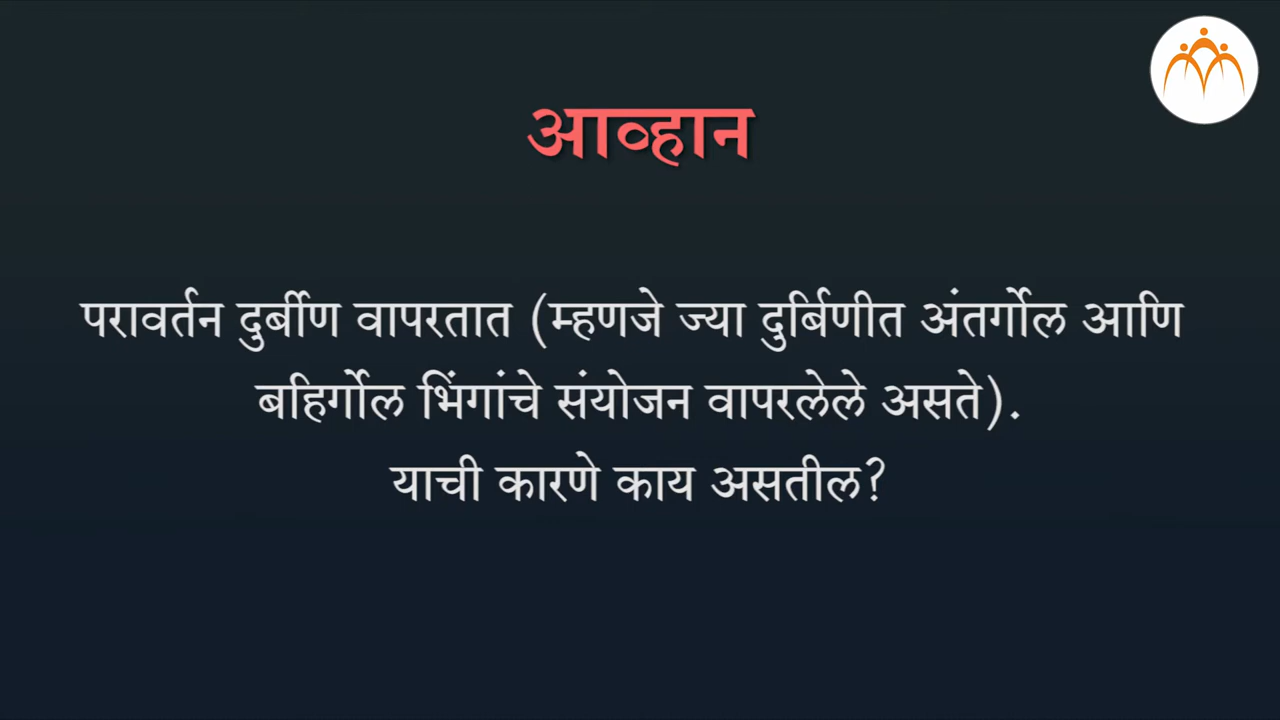 आव्हान
परावर्तन दुर्बीण वापरतात (म्हणजे ज्या दुर्बिणीत अंतर्गोल आणि
बहिर्गोल भिंगांचे संयोजन वापरलेले असते).
याची कारणे काय असतील?